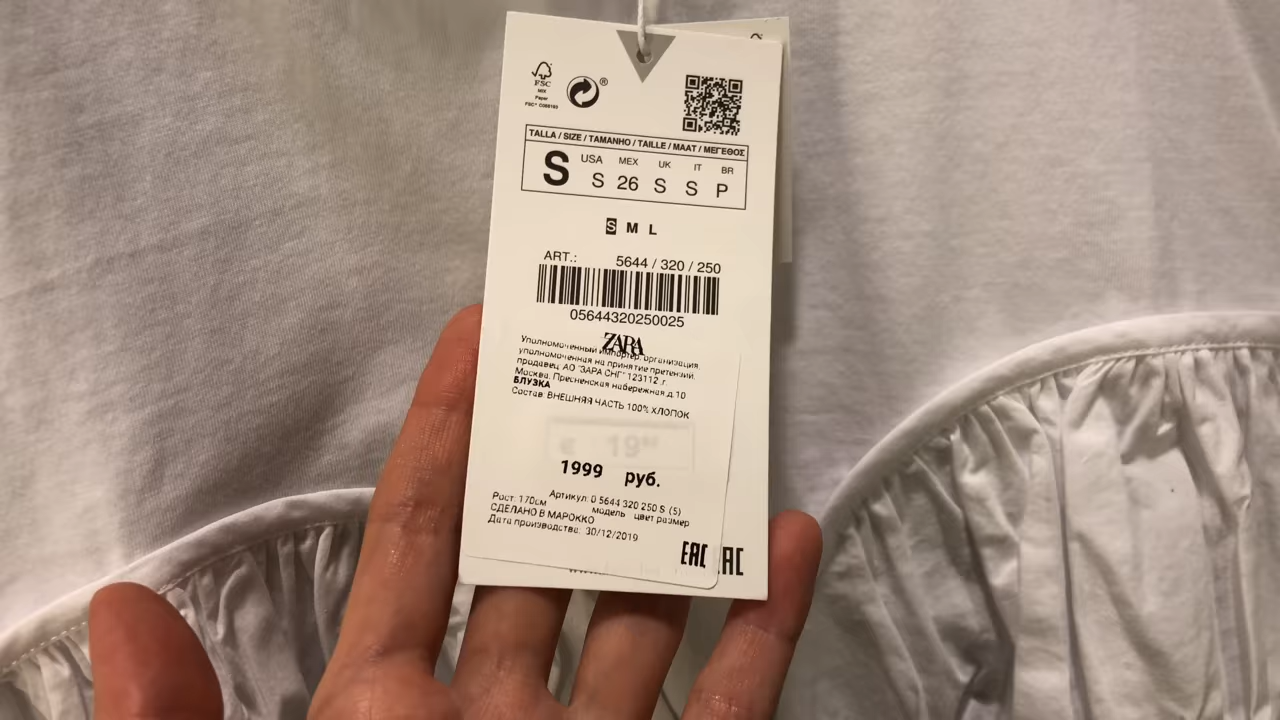 FSC
MIX
Paper
FSC® C088180
®
TALLA / SIZE / TAMANHO / TAILLE / MAAT / ΜΕΓΕΘΟΣ
S
USA MEX UK IT BR
S 26 S S P
S M L
ART.: 5644 / 320 / 250
05644320250025
ZARA
Уполномоченный импортер, организация
уполномоченная на принятие претензий,
продавец: АО "ЗАРА СНГ" 123112 ,г.
Москва, Пресненская набережная,д.10
БЛУЗКА
Состав: ВНЕШНЯЯ ЧАСТЬ 100% ХЛОПОК
€ 19
1999 руб.
Рост: 170см Артикул: 0 5644 320 250 S (S)
модель цвет размер
СДЕЛАНО В МАРОККО
Дата производства: 30/12/2019
EAC EAC